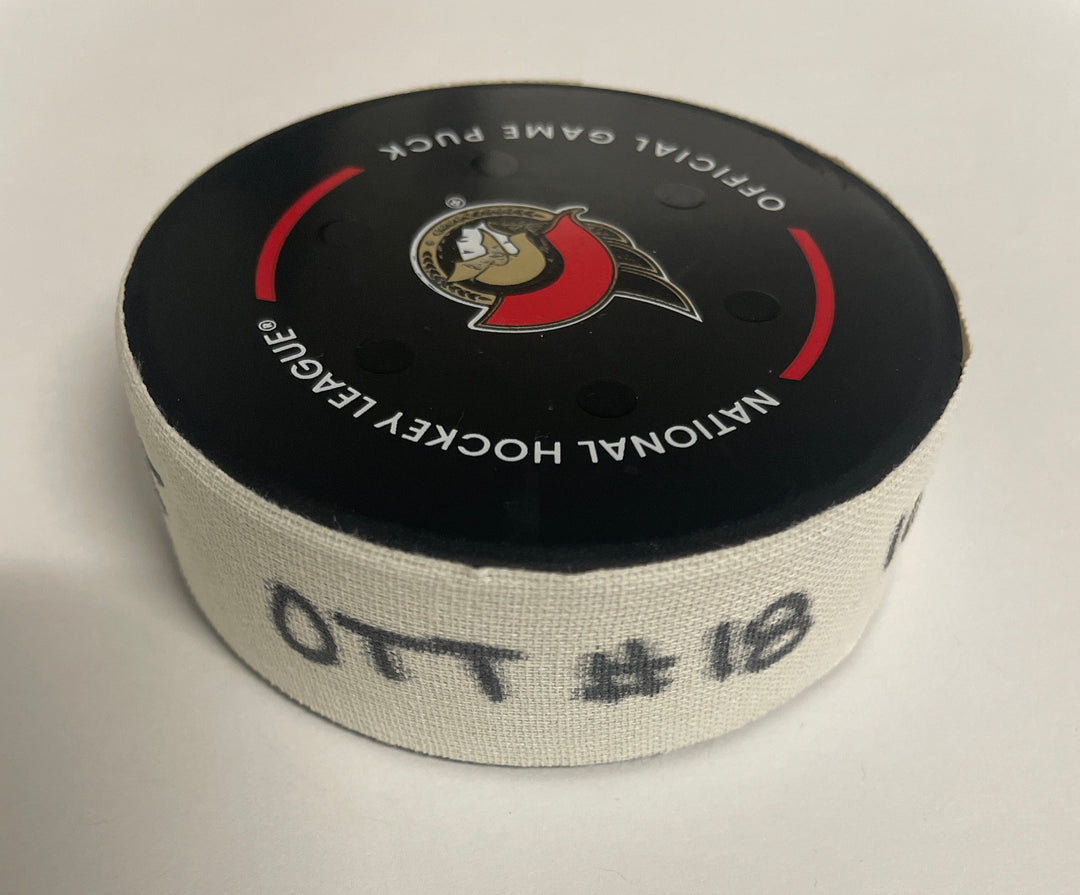 OFFICIAL GAME PUCK
NATIONAL HOCKEY LEAGUE®
®
OTT #18